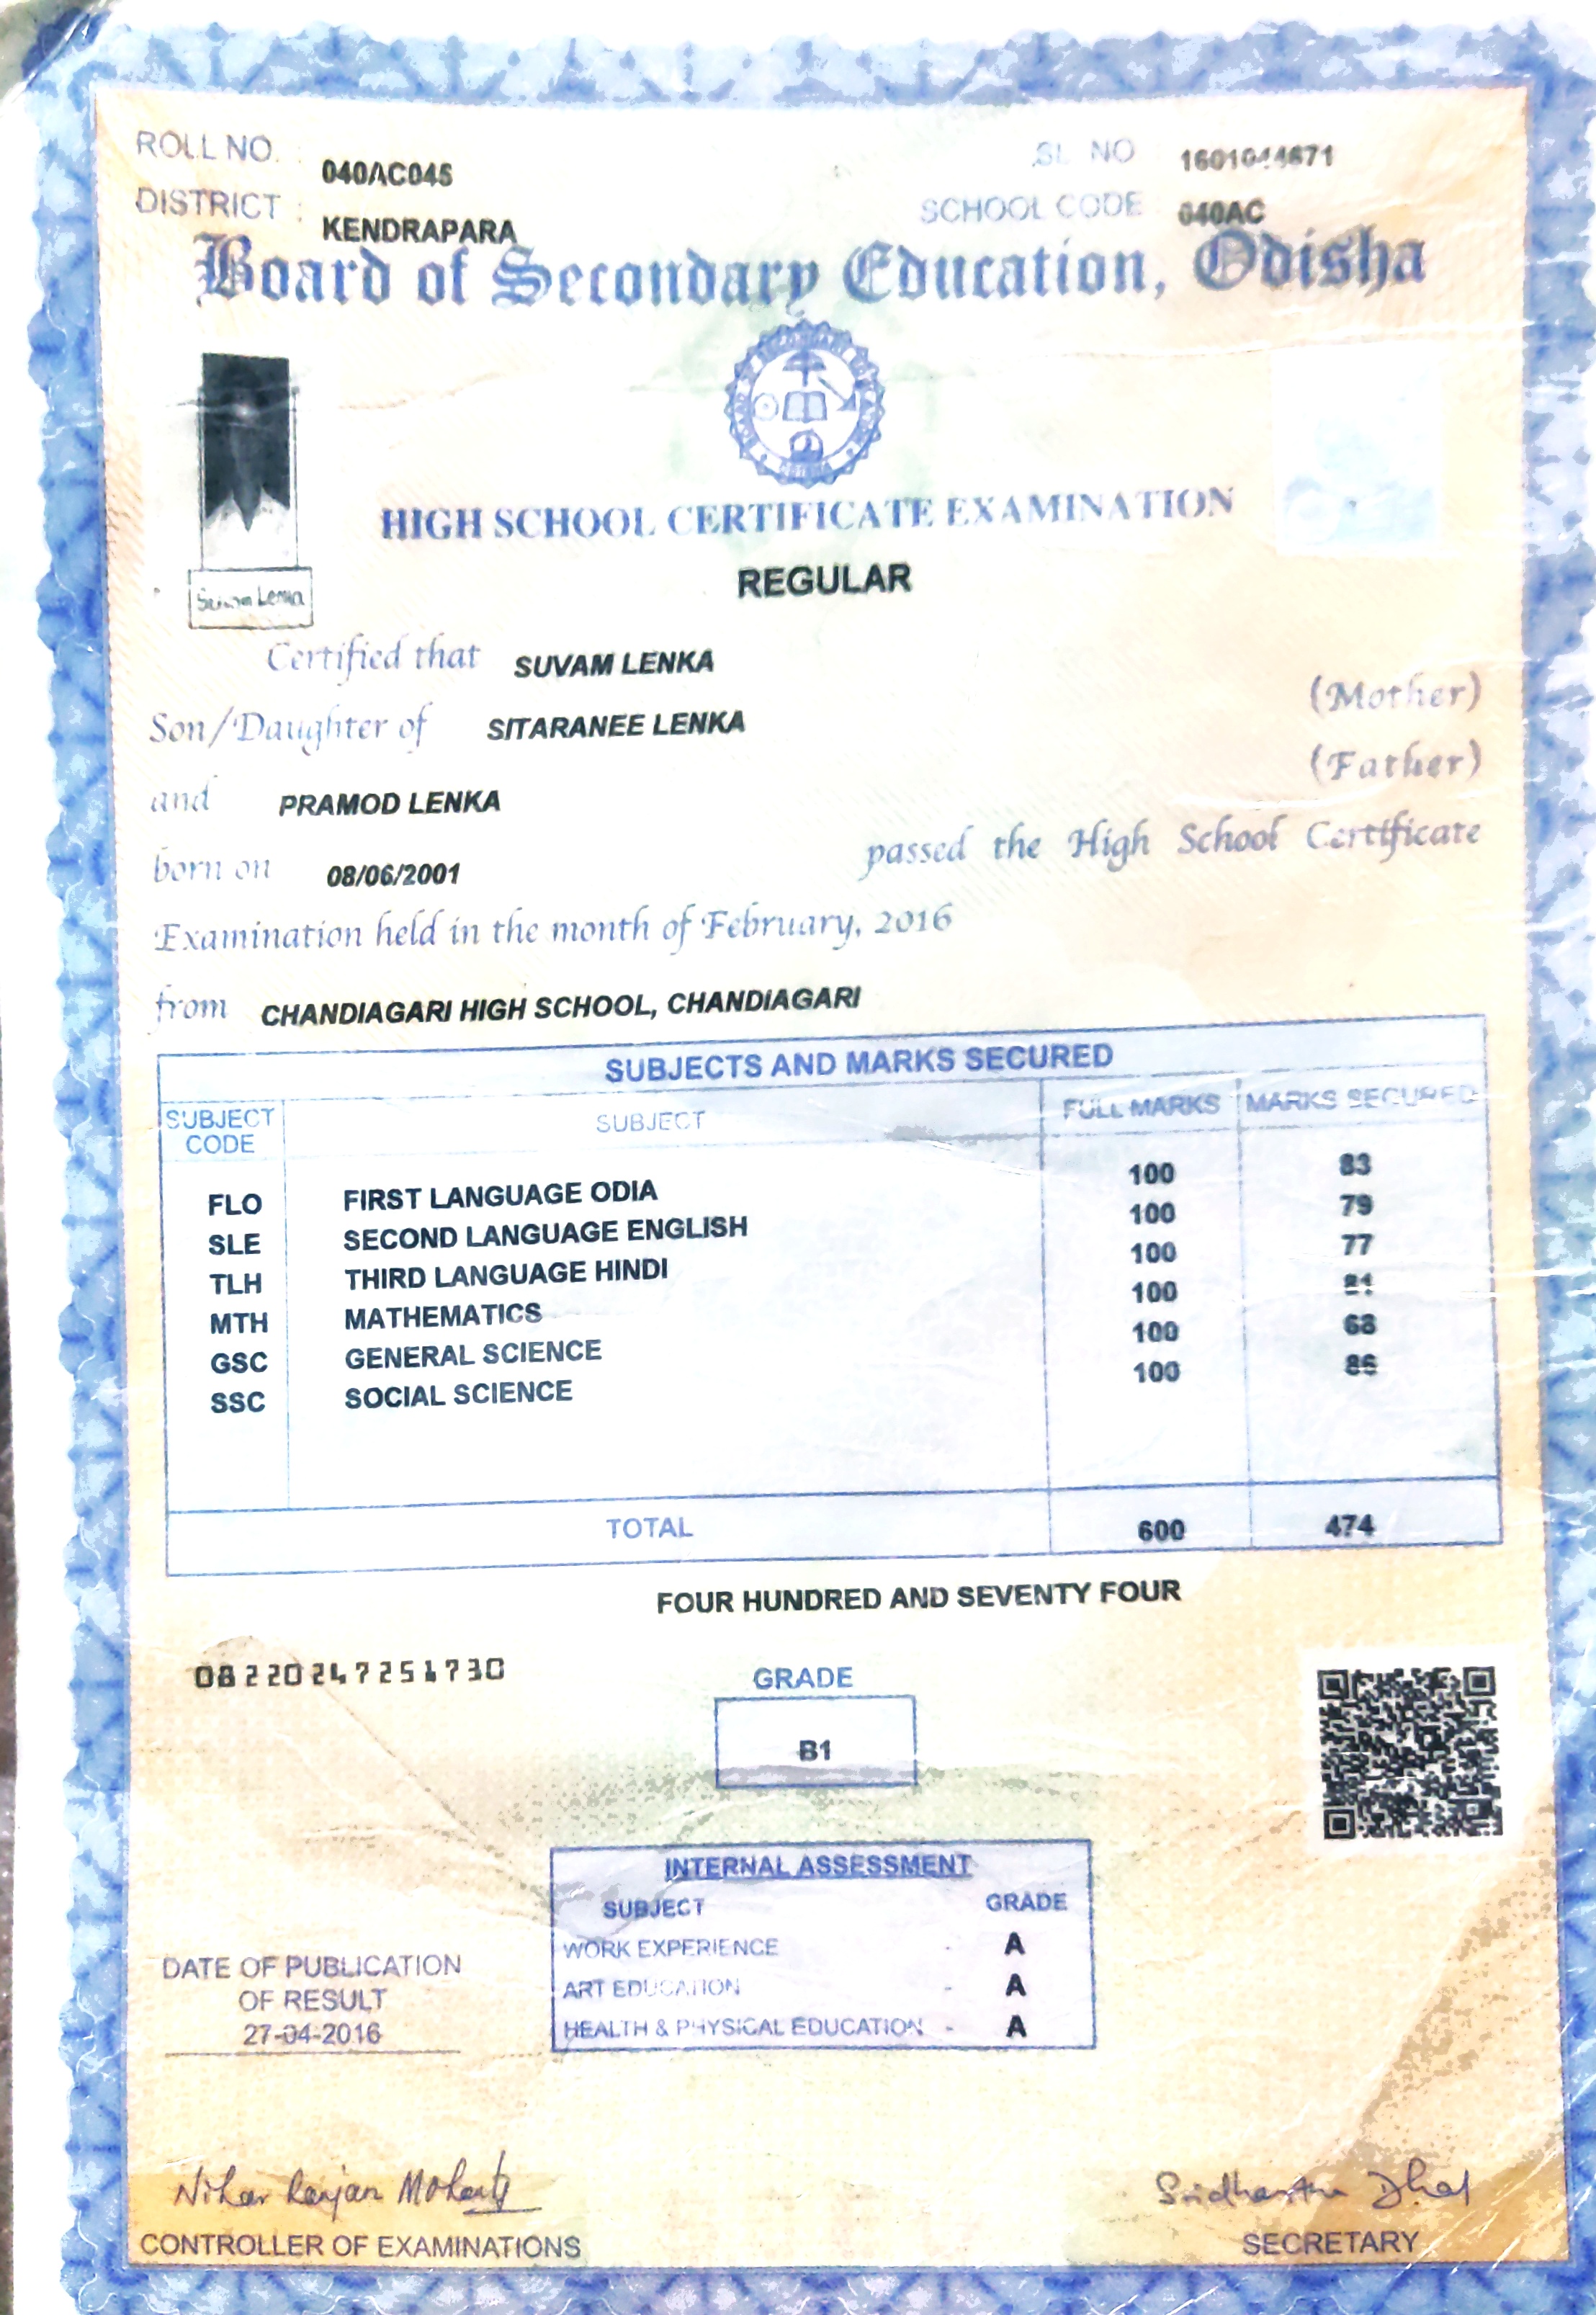 ROLL NO. : 040AC045
SL NO
DISTRICT : KENDRAPARA
SCHOOL CODE 040AC
Board of Secondary Education, Odisha
HIGH SCHOOL CERTIFICATE EXAMINATION
REGULAR
Certified that SUVAM LENKA
Son/Daughter of SITARANEE LENKA (Mother)
and PRAMOD LENKA (Father)
born on 08/06/2001 passed the High School Certificate
Examination held in the month of February, 2016
from CHANDIAGARI HIGH SCHOOL, CHANDIAGARI
SUBJECTS AND MARKS SECURED
SUBJECT CODE SUBJECT FULL MARKS MARKS SECURED
FLO FIRST LANGUAGE ODIA 100 83
SLE SECOND LANGUAGE ENGLISH 100 79
TLH THIRD LANGUAGE HINDI 100 77
MTH MATHEMATICS 100 81
GSC GENERAL SCIENCE 100 68
SSC SOCIAL SCIENCE 100 86
TOTAL 600 474
FOUR HUNDRED AND SEVENTY FOUR
08220247251730
GRADE
B1
INTERNAL ASSESSMENT
SUBJECT GRADE
WORK EXPERIENCE - A
ART EDUCATION - A
HEALTH & PHYSICAL EDUCATION - A
DATE OF PUBLICATION
OF RESULT
27-04-2016
Nihar Ranjan Mohanty
CONTROLLER OF EXAMINATIONS
Sridhantha Dhal
SECRETARY